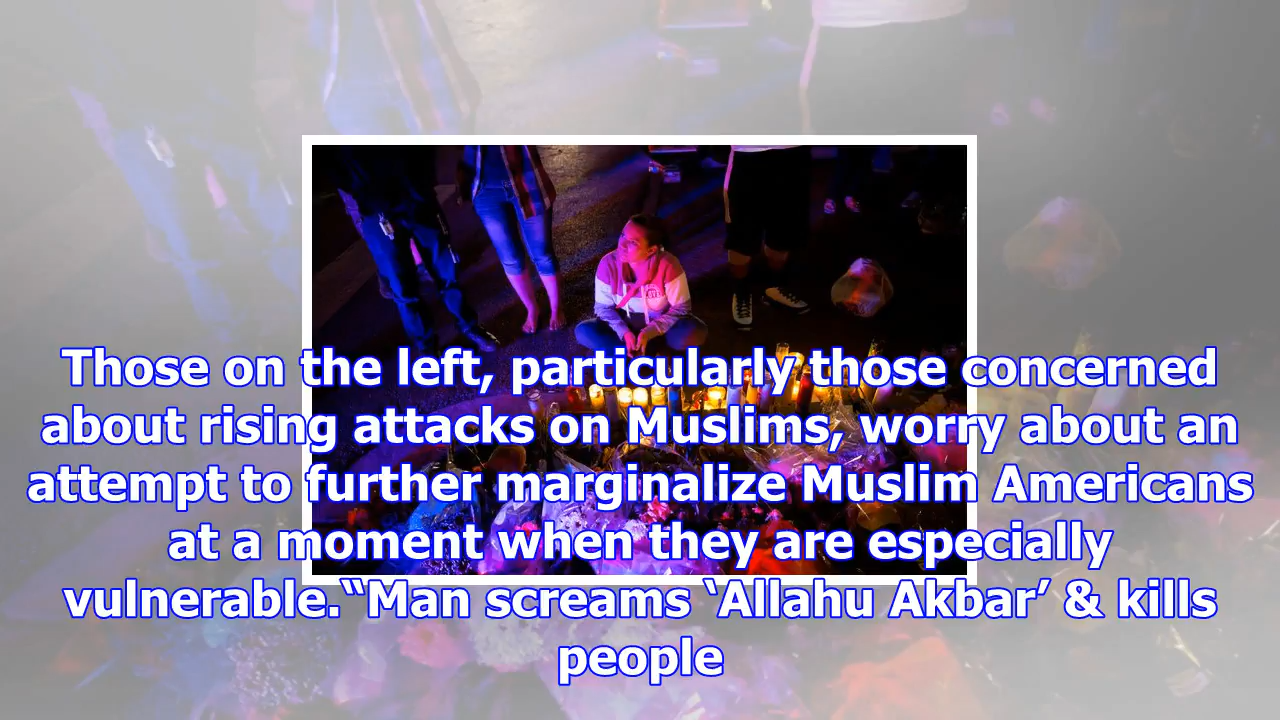 Those on the left, particularly those concerned
about rising attacks on Muslims, worry about an
attempt to further marginalize Muslim Americans
at a moment when they are especially
vulnerable.“Man screams ‘Allahu Akbar’ & kills
people